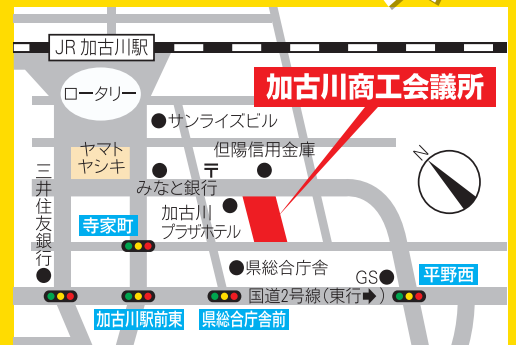 JR 加古川駅
ロータリー
加古川商工会議所
サンライズビル
ヤマト
ヤシキ
但陽信用金庫
〒
みなと銀行
三井住友銀行
加古川
プラザホテル
寺家町
県総合庁舎
GS
平野西
国道2号線(東行➡)
加古川駅前東
県総合庁舎前
N